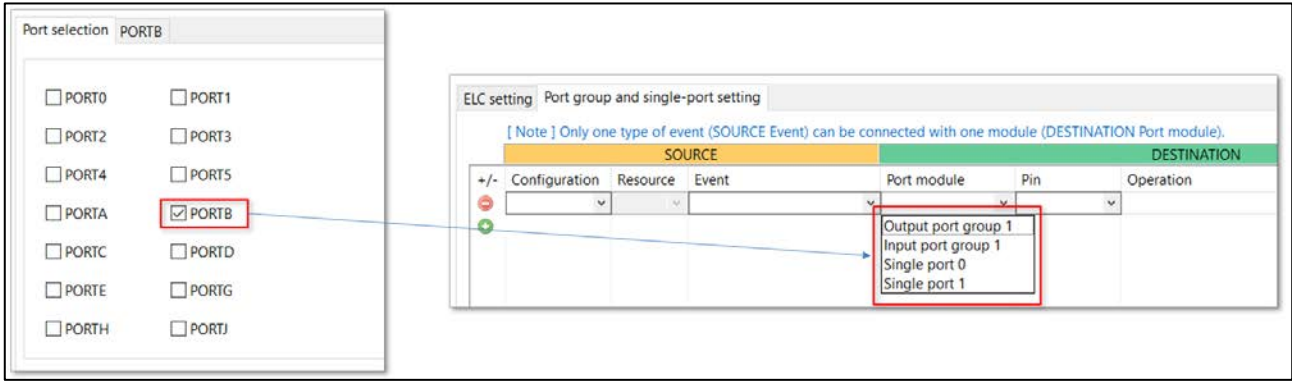 Port selection PORTB
PORT0 PORT1
PORT2 PORT3
PORT4 PORT5
PORTA PORTB
PORTC PORTD
PORTE PORTG
PORTH PORTJ
ELC setting Port group and single-port setting
[ Note ] Only one type of event (SOURCE Event) can be connected with one module (DESTINATION Port module).
SOURCE DESTINATION
+/- Configuration Resource Event Port module Pin Operation
Output port group 1
Input port group 1
Single port 0
Single port 1